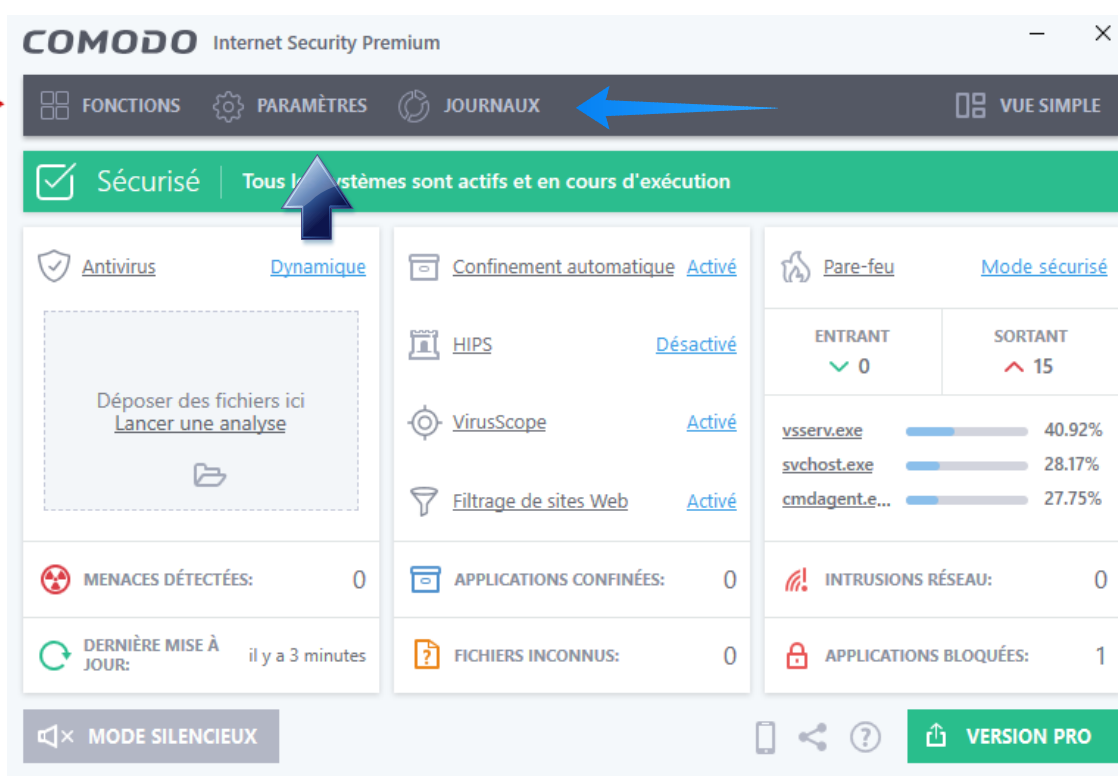 COMODO Internet Security Premium
FONCTIONS PARAMÈTRES JOURNAUX VUE SIMPLE
Sécurisé Tous systèmes sont actifs et en cours d'exécution
Antivirus Dynamique
Déposer des fichiers ici
Lancer une analyse
MENACES DÉTECTÉES: 0
DERNIÈRE MISE À
JOUR: il y a 3 minutes
Confinement automatique Activé
HIPS Désactivé
VirusScope Activé
Filtrage de sites Web Activé
APPLICATIONS CONFINÉES: 0
FICHIERS INCONNUS: 0
Pare-feu Mode sécurisé
ENTRANT SORTANT
0 15
vsserv.exe 40.92%
svchost.exe 28.17%
cmdagent.e... 27.75%
INTRUSIONS RÉSEAU: 0
APPLICATIONS BLOQUÉES: 1
MODE SILENCIEUX
VERSION PRO